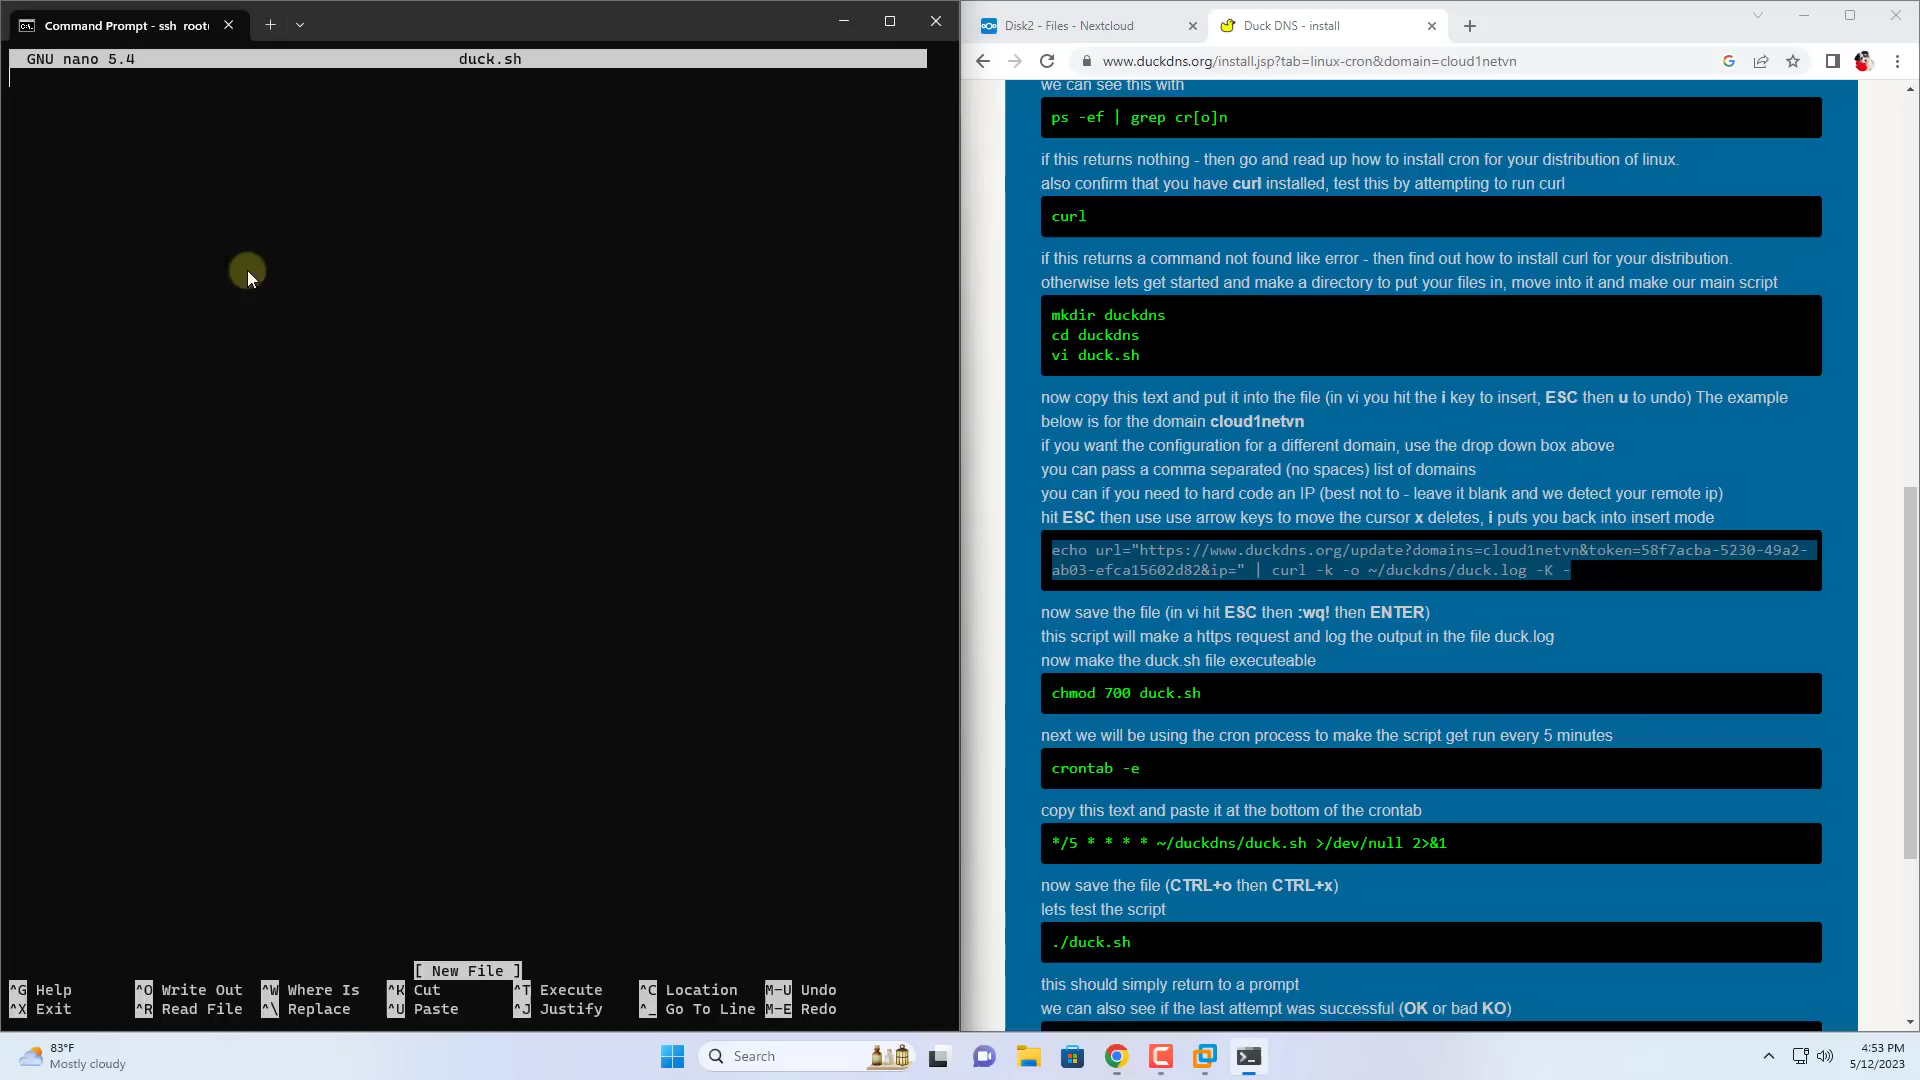 Command Prompt - ssh root
GNU nano 5.4
duck.sh
[ New File ]
^G Help ^O Write Out ^W Where Is ^K Cut ^T Execute ^C Location M-U Undo
^X Exit ^R Read File ^\ Replace ^U Paste ^J Justify ^_ Go To Line M-E Redo
Disk2 - Files - Nextcloud
Duck DNS - install
www.duckdns.org/install.jsp?tab=linux-cron&domain=cloud1netvn
we can see this with
ps -ef | grep cr[o]n
if this returns nothing - then go and read up how to install cron for your distribution of linux.
also confirm that you have curl installed, test this by attempting to run curl
curl
if this returns a command not found like error - then find out how to install curl for your distribution.
otherwise lets get started and make a directory to put your files in, move into it and make our main script
mkdir duckdns
cd duckdns
vi duck.sh
now copy this text and put it into the file (in vi you hit the i key to insert, ESC then u to undo) The example
below is for the domain cloud1netvn
if you want the configuration for a different domain, use the drop down box above
you can pass a comma separated (no spaces) list of domains
you can if you need to hard code an IP (best not to - leave it blank and we detect your remote ip)
hit ESC then use use arrow keys to move the cursor x deletes, i puts you back into insert mode
echo url="https://www.duckdns.org/update?domains=cloud1netvn&token=58f7acba-5230-49a2-
ab03-efca15602d82&ip=" | curl -k -o ~/duckdns/duck.log -K -
now save the file (in vi hit ESC then :wq! then ENTER)
this script will make a https request and log the output in the file duck.log
now make the duck.sh file executeable
chmod 700 duck.sh
next we will be using the cron process to make the script get run every 5 minutes
crontab -e
copy this text and paste it at the bottom of the crontab
*/5 * * * * ~/duckdns/duck.sh >/dev/null 2>&1
now save the file (CTRL+o then CTRL+x)
lets test the script
./duck.sh
this should simply return to a prompt
we can also see if the last attempt was successful (OK or bad KO)
83°F
Mostly cloudy
Search
4:53 PM
5/12/2023